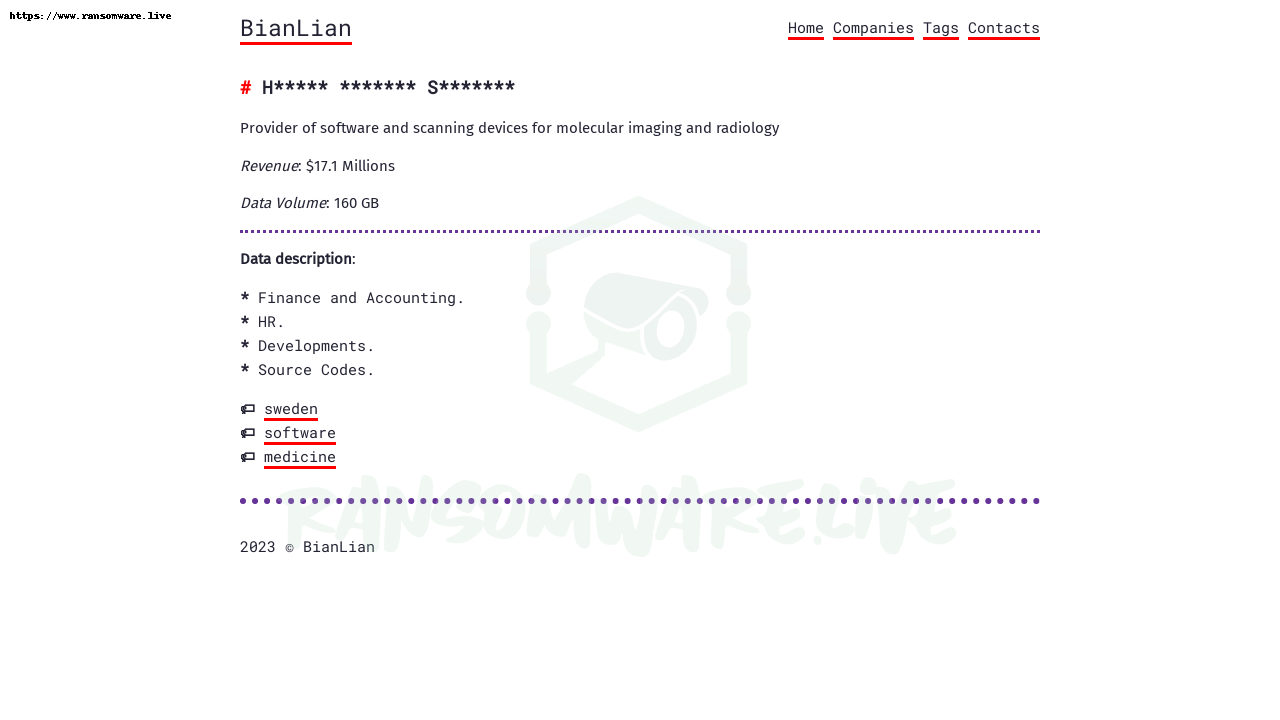 https://www.ransomware.live
BianLian
Home Companies Tags Contacts
# H***** ******* S*******
Provider of software and scanning devices for molecular imaging and radiology
Revenue: $17.1 Millions
Data Volume: 160 GB
Data description:
* Finance and Accounting.
* HR.
* Developments.
* Source Codes.
sweden
software
medicine
RANSOMWARE.LIVE
2023 © BianLian